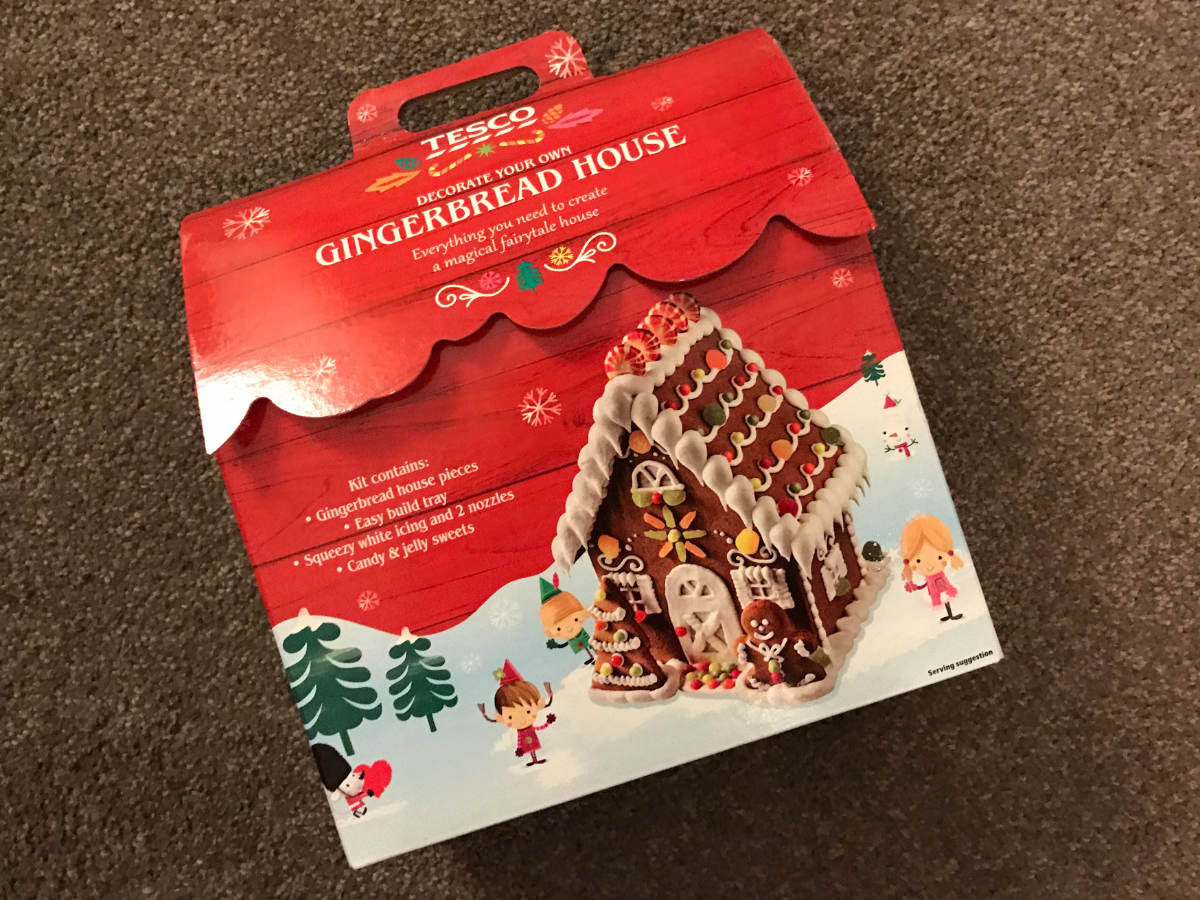 TESCO
DECORATE YOUR OWN
GINGERBREAD HOUSE
Everything you need to create
a magical fairytale house
Kit contains:
• Gingerbread house pieces
• Easy build tray
• Squeezy white icing and 2 nozzles
• Candy & jelly sweets
Serving suggestion